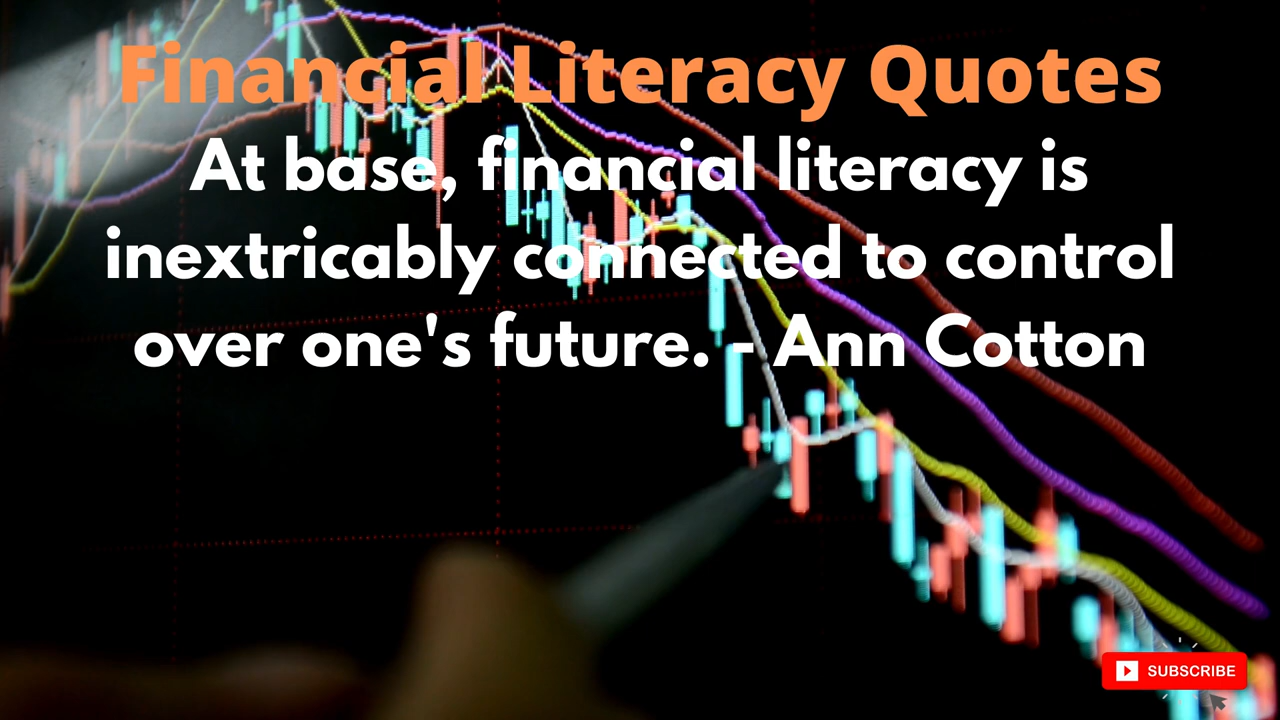 Financial Literacy Quotes
At base, financial literacy is
inextricably connected to control
over one's future. - Ann Cotton
SUBSCRIBE